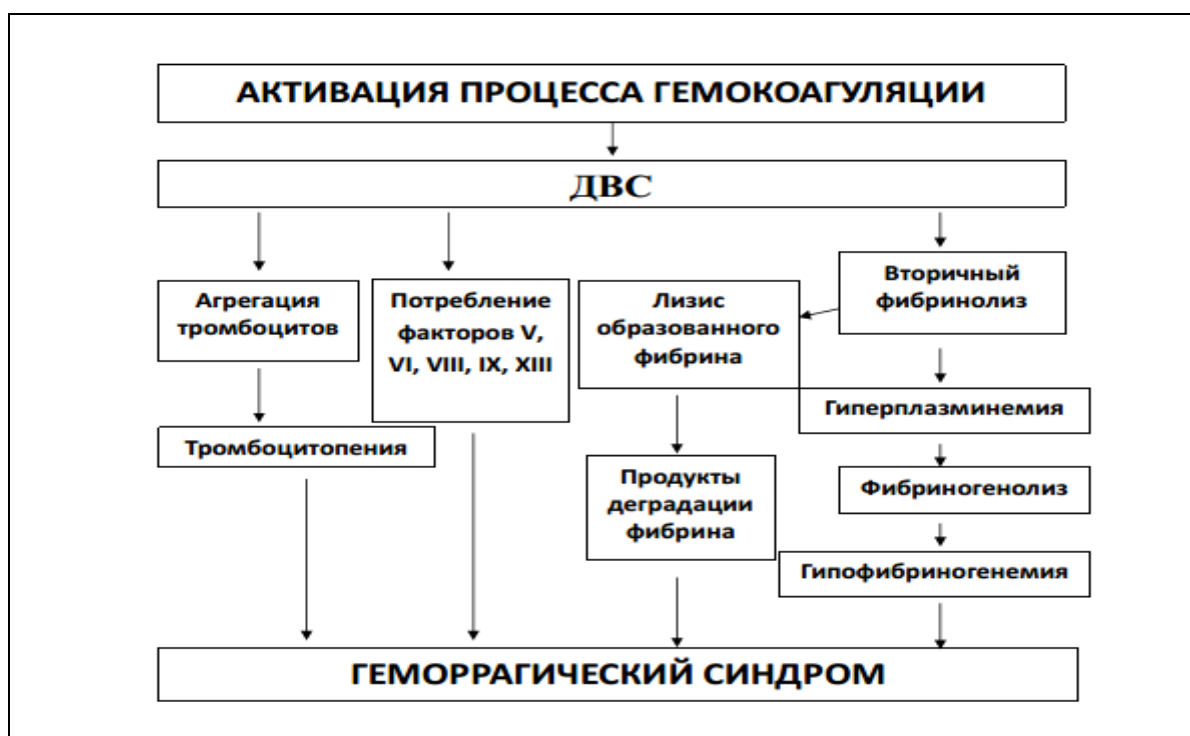 АКТИВАЦИЯ ПРОЦЕССА ГЕМОКОАГУЛЯЦИИ
ДВС
Агрегация
тромбоцитов
Тромбоцитопения
Потребление
факторов V,
VI, VIII, IX, XIII
Лизис
образованного
фибрина
Продукты
деградации
фибрина
Вторичный
фибринолиз
Гиперплазминемия
Фибриногенолиз
Гипофибриногенемия
ГЕМОРРАГИЧЕСКИЙ СИНДРОМ